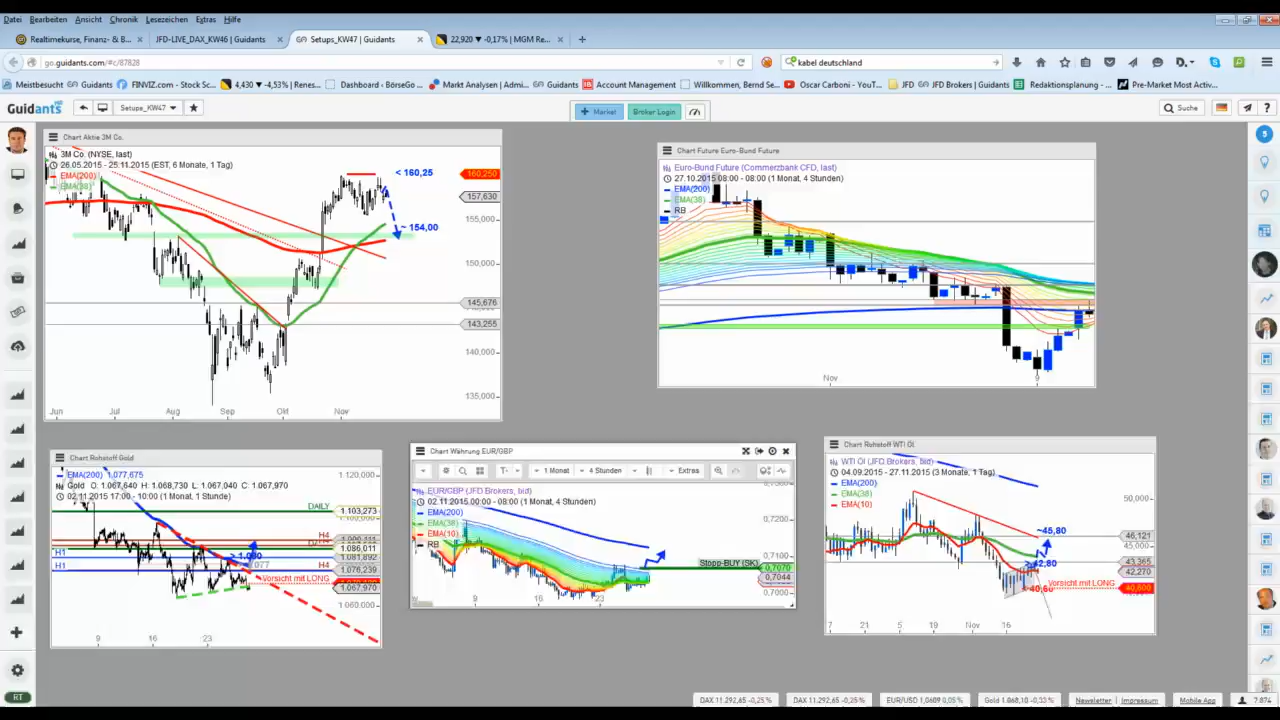 Datei Bearbeiten Ansicht Chronik Lesezeichen Extras Hilfe
Realtimekurse, Finanz- & B... × JFD-LIVE_DAX_KW46 | Guidants × Setups_KW47 | Guidants × 22,920 ▼ -0,17% | MGM Re... ×
go.guidants.com/#c/87828
kabel deutschland
Meistbesucht Guidants FINVIZ.com - Stock Sc... 4,430 ▼ -4,53% | Renes... Dashboard - BörseGo... Markt Analysen | Admi... Guidants Account Management Willkommen, Bernd Se... Oscar Carboni - YouT... JFD JFD Brokers | Guidants Redaktionsplanung - ... Pre-Market Most Activ...
Guidants Setups_KW47 + Market Broker Login Suche
5
Chart Aktie 3M Co.
3M Co. (NYSE, last)
26.05.2015 - 25.11.2015 (EST, 6 Monate, 1 Tag)
EMA(200)
EMA(38)
< 160,25
160,250
157,630
155,000
~ 154,00
150,000
145,676
143,255
140,000
135,000
Jun Jul Aug Sep Okt Nov
Chart Future Euro-Bund Future
Euro-Bund Future (Commerzbank CFD, last)
27.10.2015 08:00 - 08:00 (1 Monat, 4 Stunden)
EMA(200)
EMA(38)
RB
Nov 9
Chart Rohstoff Gold
EMA(200) 1.077,675
Gold O: 1.067,640 H: 1.068,730 L: 1.067,040 C: 1.067,970
02.11.2015 17:00 - 10:00 (1 Monat, 1 Stunde)
1.120,000
DAILY
1.103,273
H4
1.086,011
H1
1.081,892
H1
1.076,239
Vorsicht mit LONG
1.067,970
1.060,000
9 16 23
Chart Währung EUR/GBP
1 Monat 4 Stunden Extras
EUR/GBP (JFD Brokers, bid)
02.11.2015 00:00 - 08:00 (1 Monat, 4 Stunden)
EMA(200)
EMA(38)
EMA(10)
RB
0,7200
0,7100
Stopp-BUY (SK)
0,7070
0,7044
0,7000
9 23
Chart Rohstoff WTI Öl
WTI Öl (JFD Brokers, bid)
04.09.2015 - 27.11.2015 (3 Monate, 1 Tag)
EMA(200)
EMA(38)
EMA(10)
50,000
~45,80
46,121
45,000
43,365
42,270
Vorsicht mit LONG
40,600
7 21 5 19 Nov 16
RT
DAX 11.292,65 -0,25 % DAX 11.292,65 -0,25 % EUR/USD 1,0609 0,05 % Gold 1.068,10 -0,33 % Newsletter Impressum Mobile App 7.874